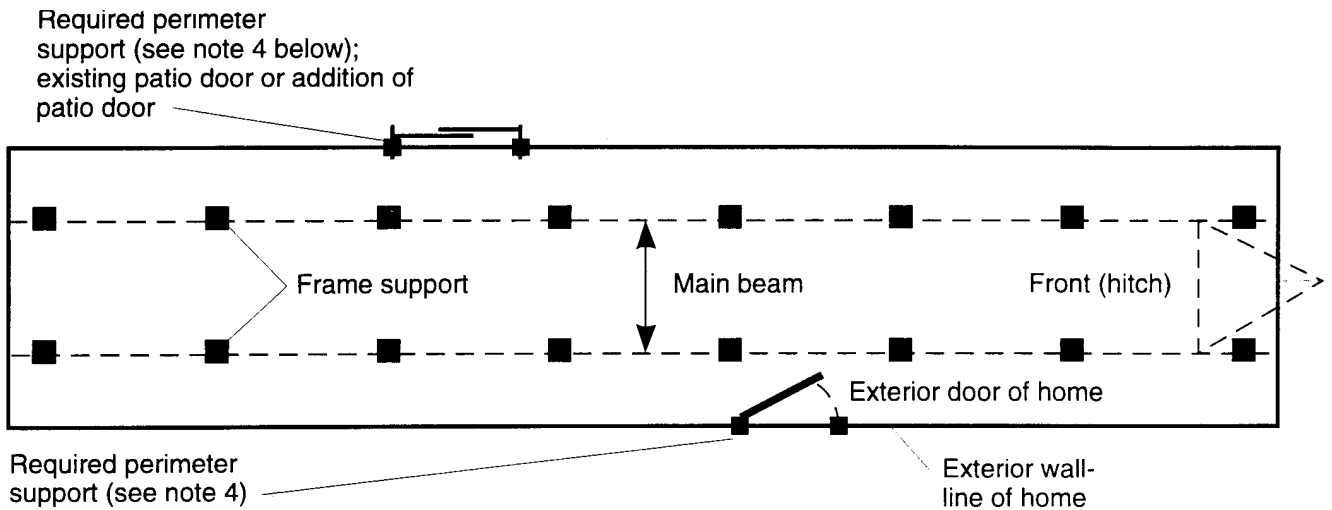 Required perimeter
support (see note 4 below);
existing patio door or addition of
patio door
Frame support
Main beam
Front (hitch)
Exterior door of home
Required perimeter
support (see note 4)
Exterior wall-
line of home